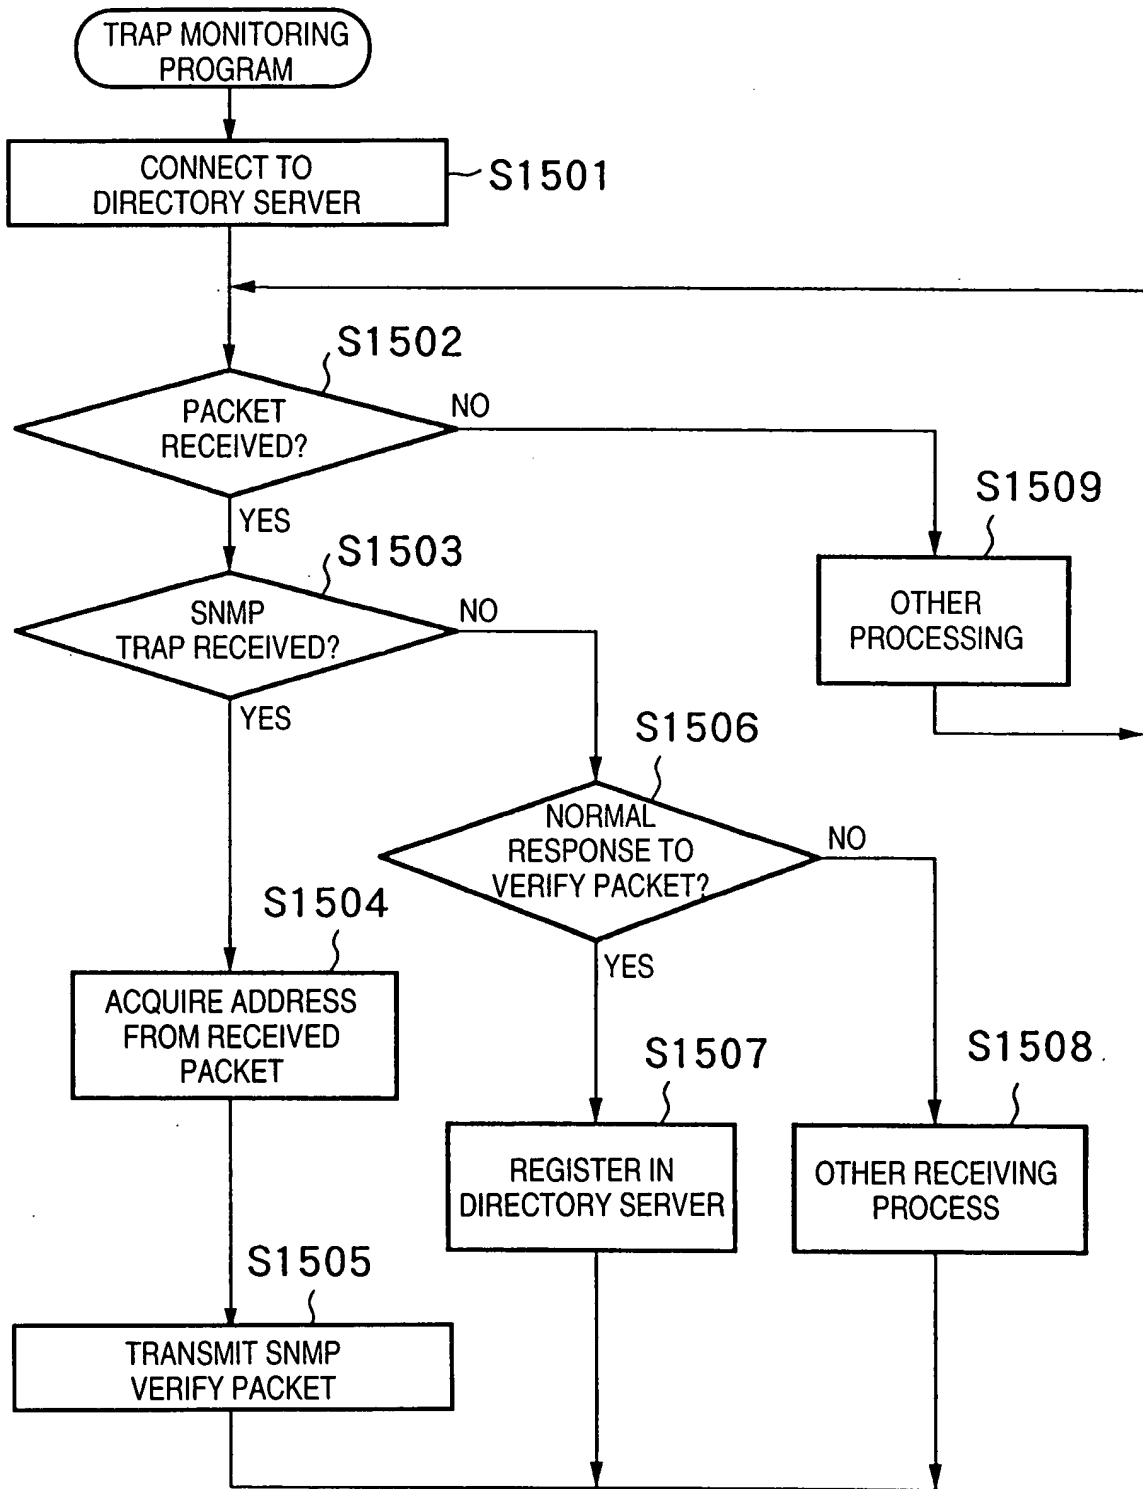 TRAP MONITORING
PROGRAM
CONNECT TO
DIRECTORY SERVER
S1501
S1502
PACKET
RECEIVED?
NO
YES
S1509
OTHER
PROCESSING
S1503
SNMP
TRAP RECEIVED?
NO
YES
S1506
NORMAL
RESPONSE TO
VERIFY PACKET?
NO
YES
S1504
ACQUIRE ADDRESS
FROM RECEIVED
PACKET
S1507
REGISTER IN
DIRECTORY SERVER
S1508
OTHER RECEIVING
PROCESS
S1505
TRANSMIT SNMP
VERIFY PACKET